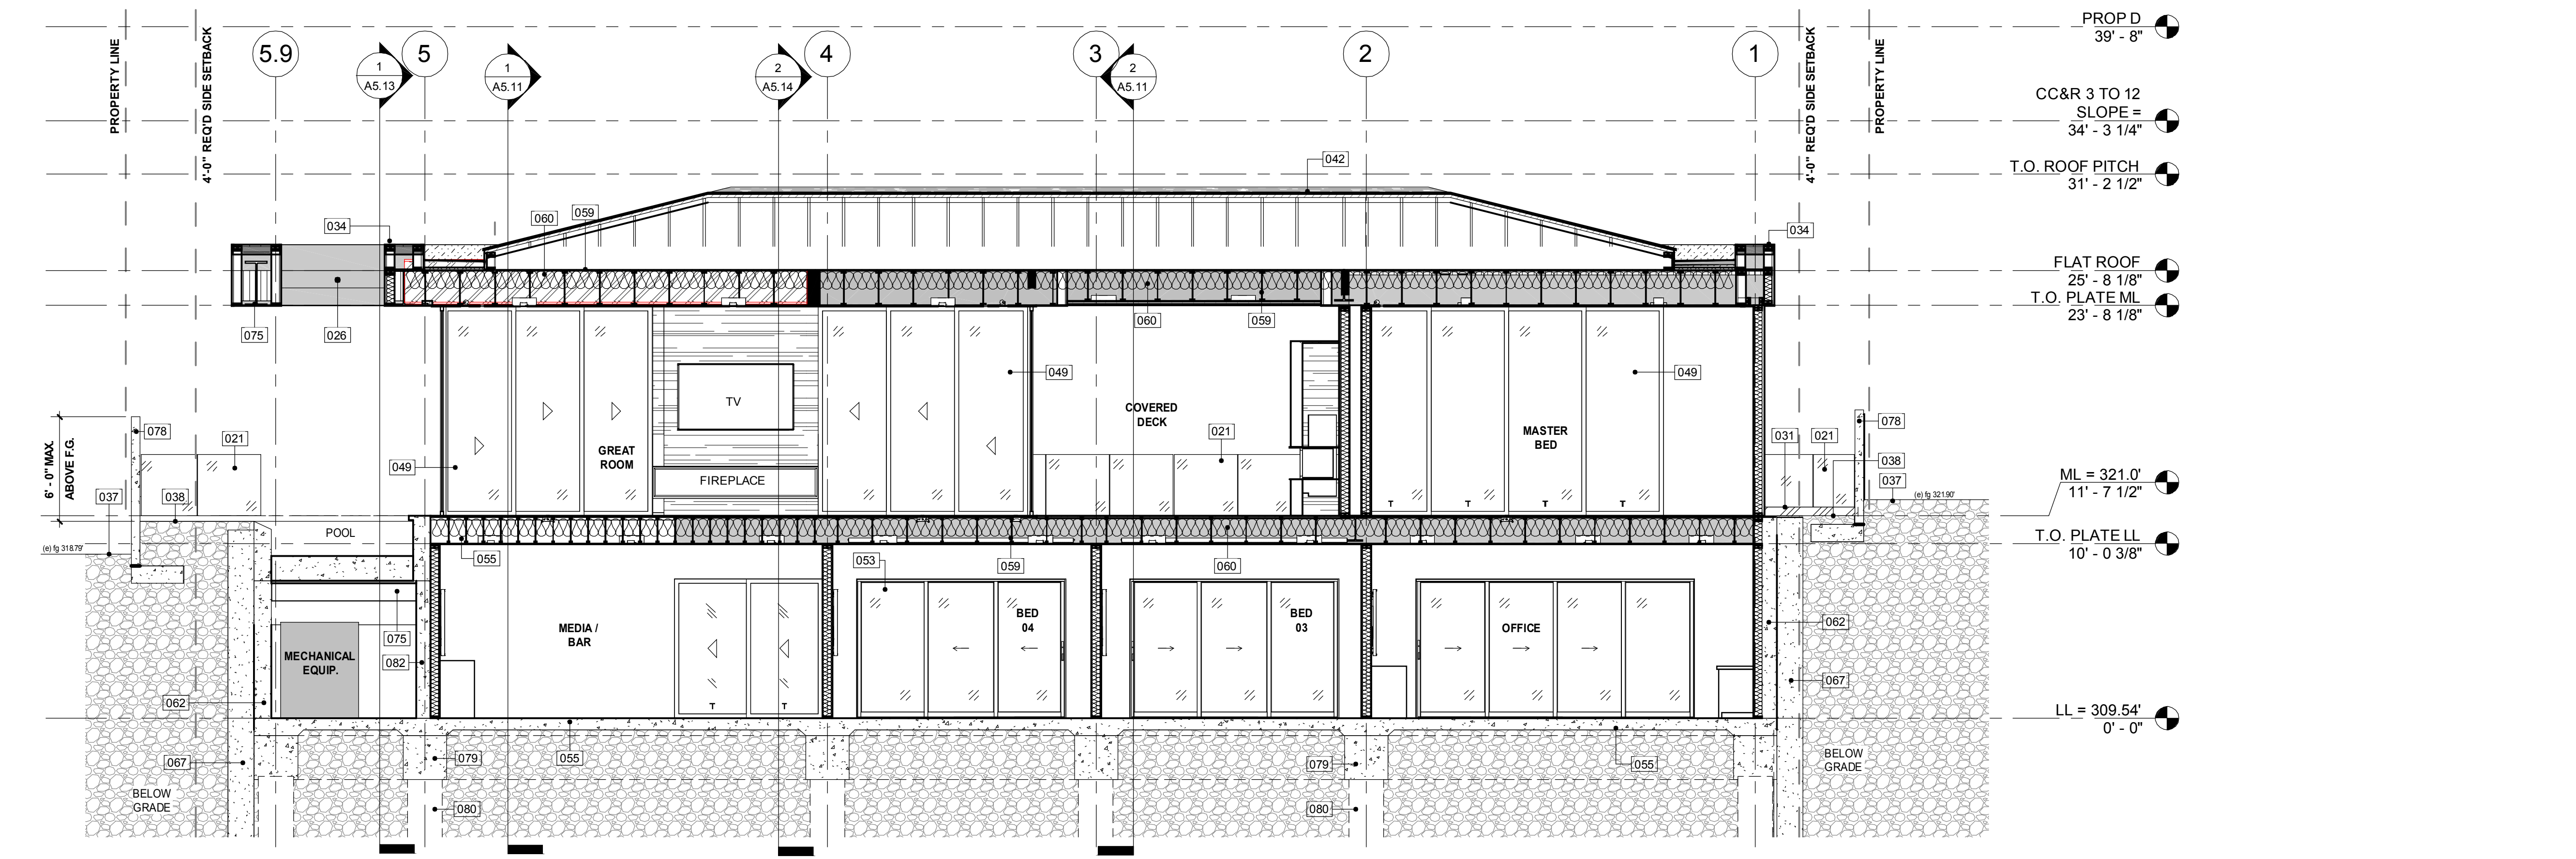 PROP D
39' - 8"
PROPERTY LINE
4'-0" REQ'D SIDE SETBACK
5.9
1
A5.13
5
1
A5.11
2
A5.14
4
3
2
A5.11
2
1
4'-0" REQ'D SIDE SETBACK
PROPERTY LINE
CC&R 3 TO 12
SLOPE =
34' - 3 1/4"
042
T.O. ROOF PITCH
31' - 2 1/2"
034
060
059
034
FLAT ROOF
25' - 8 1/8"
T.O. PLATE ML
23' - 8 1/8"
075
026
060
059
049
049
TV
COVERED
DECK
MASTER
BED
6' - 0" MAX.
ABOVE F.G.
078
021
GREAT
ROOM
049
FIREPLACE
021
031
021
078
038
037
(e) fg 321.90'
ML = 321.0'
11' - 7 1/2"
037
038
POOL
(e) fg 318.79'
055
053
059
060
T.O. PLATE LL
10' - 0 3/8"
075
MEDIA /
BAR
BED
04
BED
03
OFFICE
062
MECHANICAL
EQUIP.
082
067
062
LL = 309.54'
0' - 0"
067
079
055
079
055
BELOW
GRADE
BELOW
GRADE
080
080